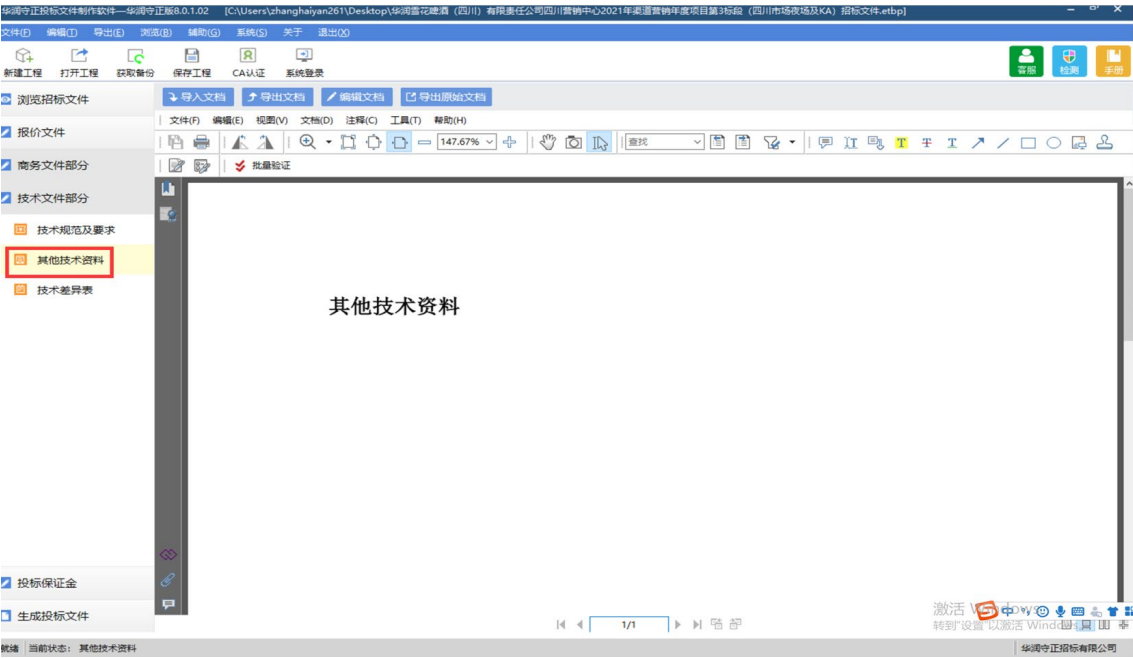 华润守正投标文件制作软件—华润守正版8.0.1.02 [C:\Users\zhanghaiyan261\Desktop\华润雪花啤酒（四川）有限责任公司四川营销中心2021年渠道营销年度项目第3标段（四川市场夜场及KA）招标文件.etbp]
文件(F) 编辑(T) 导出(E) 浏览(B) 辅助(G) 系统(S) 关于 退出(X)
新建工程 打开工程 获取备份 保存工程 CA认证 系统登录 客服 检测 手册
浏览招标文件
导入文档 导出文档 编辑文档 导出原始文档
文件(F) 编辑(E) 视图(V) 文档(D) 注释(C) 工具(T) 帮助(H)
报价文件
147.67% 查找
商务文件部分
批量验证
技术文件部分
技术规范及要求
其他技术资料
技术差异表
其他技术资料
投标保证金
生成投标文件
1/1
激活 Windows
转到"设置"以激活 Windows
中
就绪 当前状态： 其他技术资料 华润守正招标有限公司